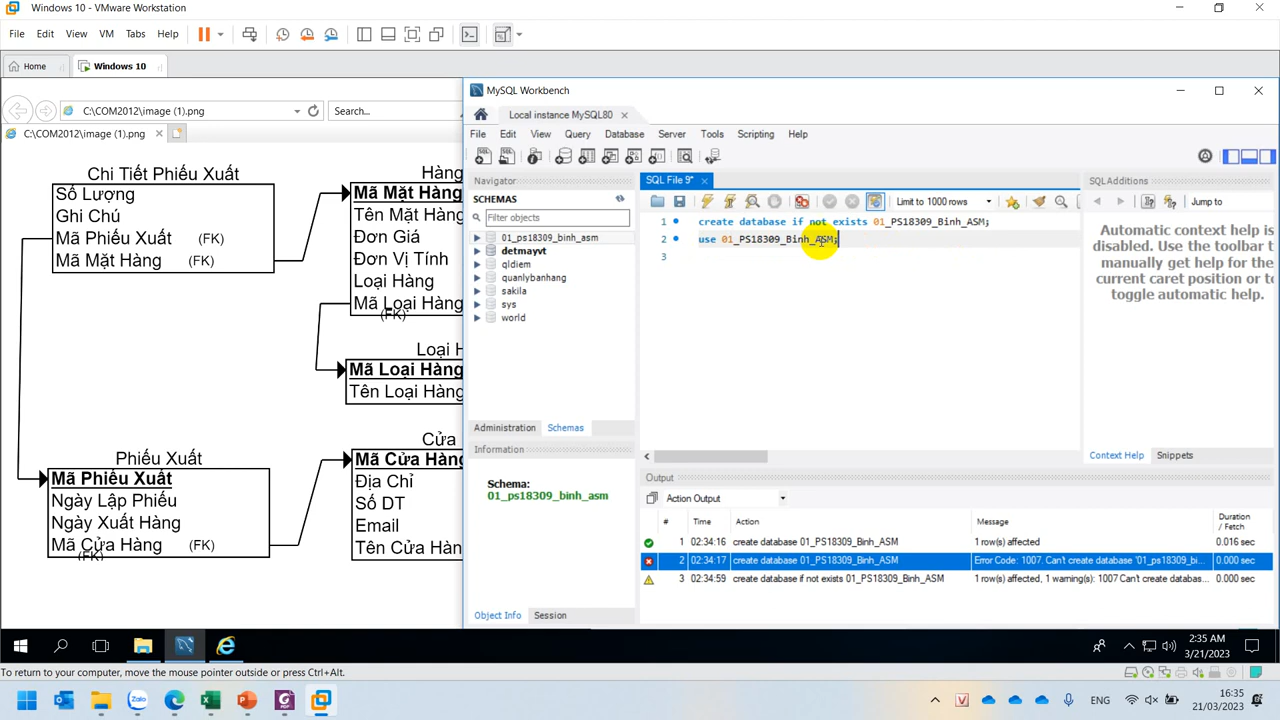 Windows 10 - VMware Workstation
File Edit View VM Tabs Help
Home
Windows 10
C:\COM2012\image (1).png
Search...
C:\COM2012\image (1).png
Chi Tiết Phiếu Xuất
Số Lượng
Ghi Chú
Mã Phiếu Xuất (FK)
Mã Mặt Hàng (FK)
Hàng
Mã Mặt Hàng
Tên Mặt Hàng
Đơn Giá
Đơn Vị Tính
Loại Hàng
Mã Loại Hàng
(FK)
Loại H
Mã Loại Hàng
Tên Loại Hàng
Phiếu Xuất
Mã Phiếu Xuất
Ngày Lập Phiếu
Ngày Xuất Hàng
Mã Cửa Hàng (FK)
(FK)
Cửa
Mã Cửa Hàng
Địa Chỉ
Số DT
Email
Tên Cửa Hàn
MySQL Workbench
Local instance MySQL80
File Edit View Query Database Server Tools Scripting Help
Navigator
SCHEMAS
Filter objects
01_ps18309_binh_asm
detmayvt
qldiem
quanlybanhang
sakila
sys
world
Administration Schemas
Information
Schema:
01_ps18309_binh_asm
Object Info Session
SQL File 9*
Limit to 1000 rows
1 create database if not exists 01_PS18309_Binh_ASM;
2 use 01_PS18309_Binh_ASM;
3
SQLAdditions
Jump to
Automatic context help is
disabled. Use the toolbar t
manually get help for the
current caret position or to
toggle automatic help.
Context Help Snippets
Output
Action Output
# Time Action Message Duration / Fetch
1 02:34:16 create database 01_PS18309_Binh_ASM 1 row(s) affected 0.016 sec
2 02:34:17 create database 01_PS18309_Binh_ASM Error Code: 1007. Can't create database '01_ps18309_bi... 0.000 sec
3 02:34:59 create database if not exists 01_PS18309_Binh_ASM 1 row(s) affected, 1 warning(s): 1007 Can't create databas... 0.000 sec
2:35 AM
3/21/2023
To return to your computer, move the mouse pointer outside or press Ctrl+Alt.
Zalo
ENG
16:35
21/03/2023